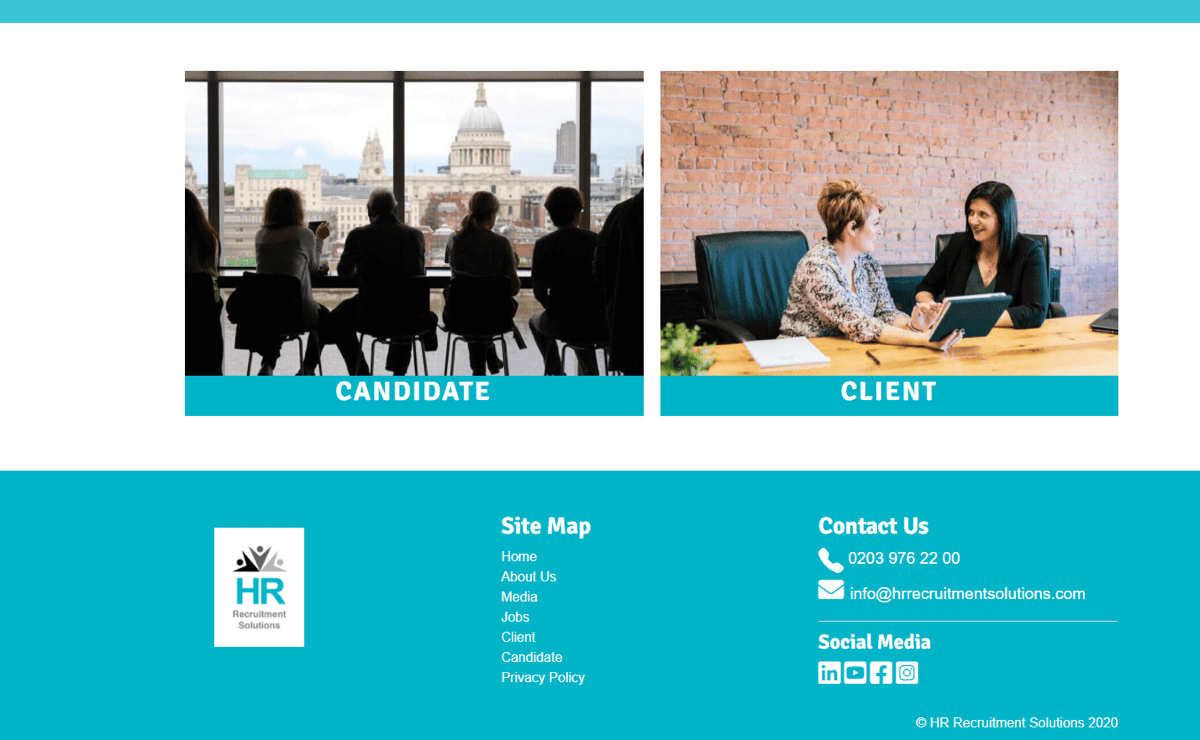 CANDIDATE
CLIENT
HR
Recruitment
Solutions
Site Map
Home
About Us
Media
Jobs
Client
Candidate
Privacy Policy
Contact Us
0203 976 22 00
info@hrrecruitmentsolutions.com
Social Media
in
© HR Recruitment Solutions 2020